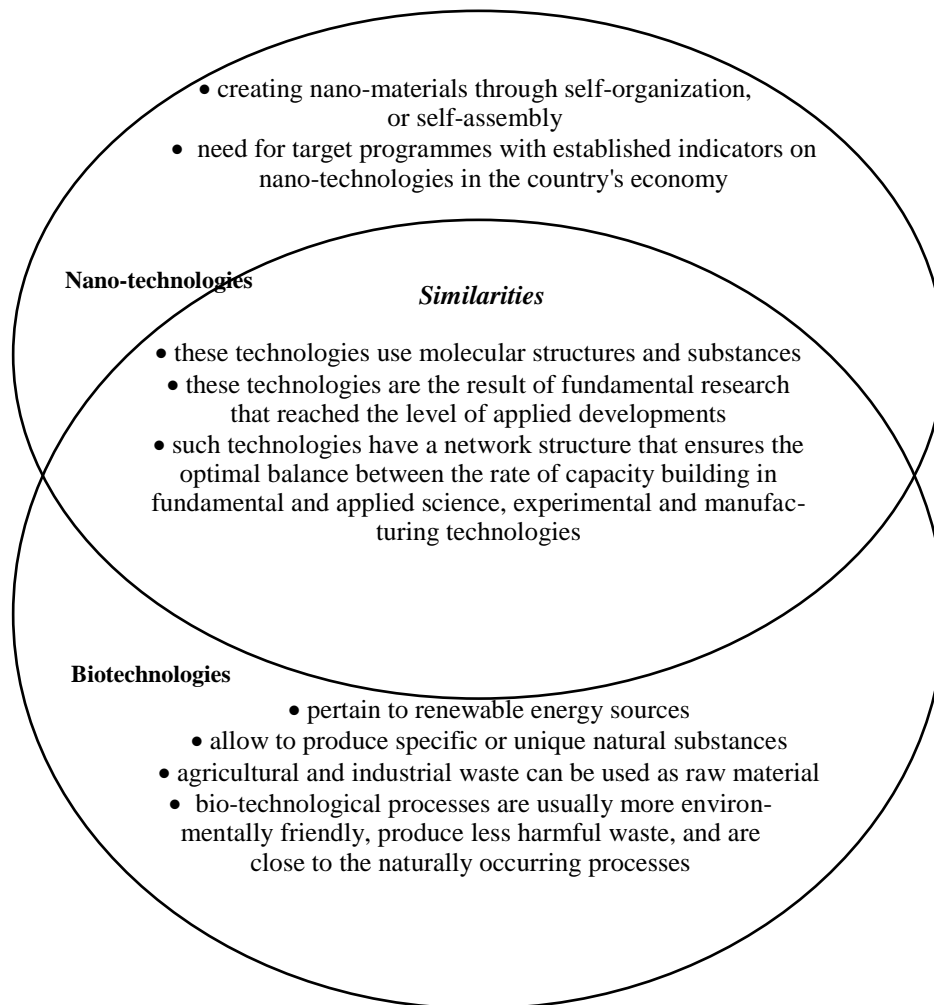 • creating nano-materials through self-organization,
or self-assembly
• need for target programmes with established indicators on
nano-technologies in the country's economy
Nano-technologies
Similarities
• these technologies use molecular structures and substances
• these technologies are the result of fundamental research
that reached the level of applied developments
• such technologies have a network structure that ensures the
optimal balance between the rate of capacity building in
fundamental and applied science, experimental and manufac-
turing technologies
Biotechnologies
• pertain to renewable energy sources
• allow to produce specific or unique natural substances
• agricultural and industrial waste can be used as raw material
• bio-technological processes are usually more environ-
mentally friendly, produce less harmful waste, and are
close to the naturally occurring processes